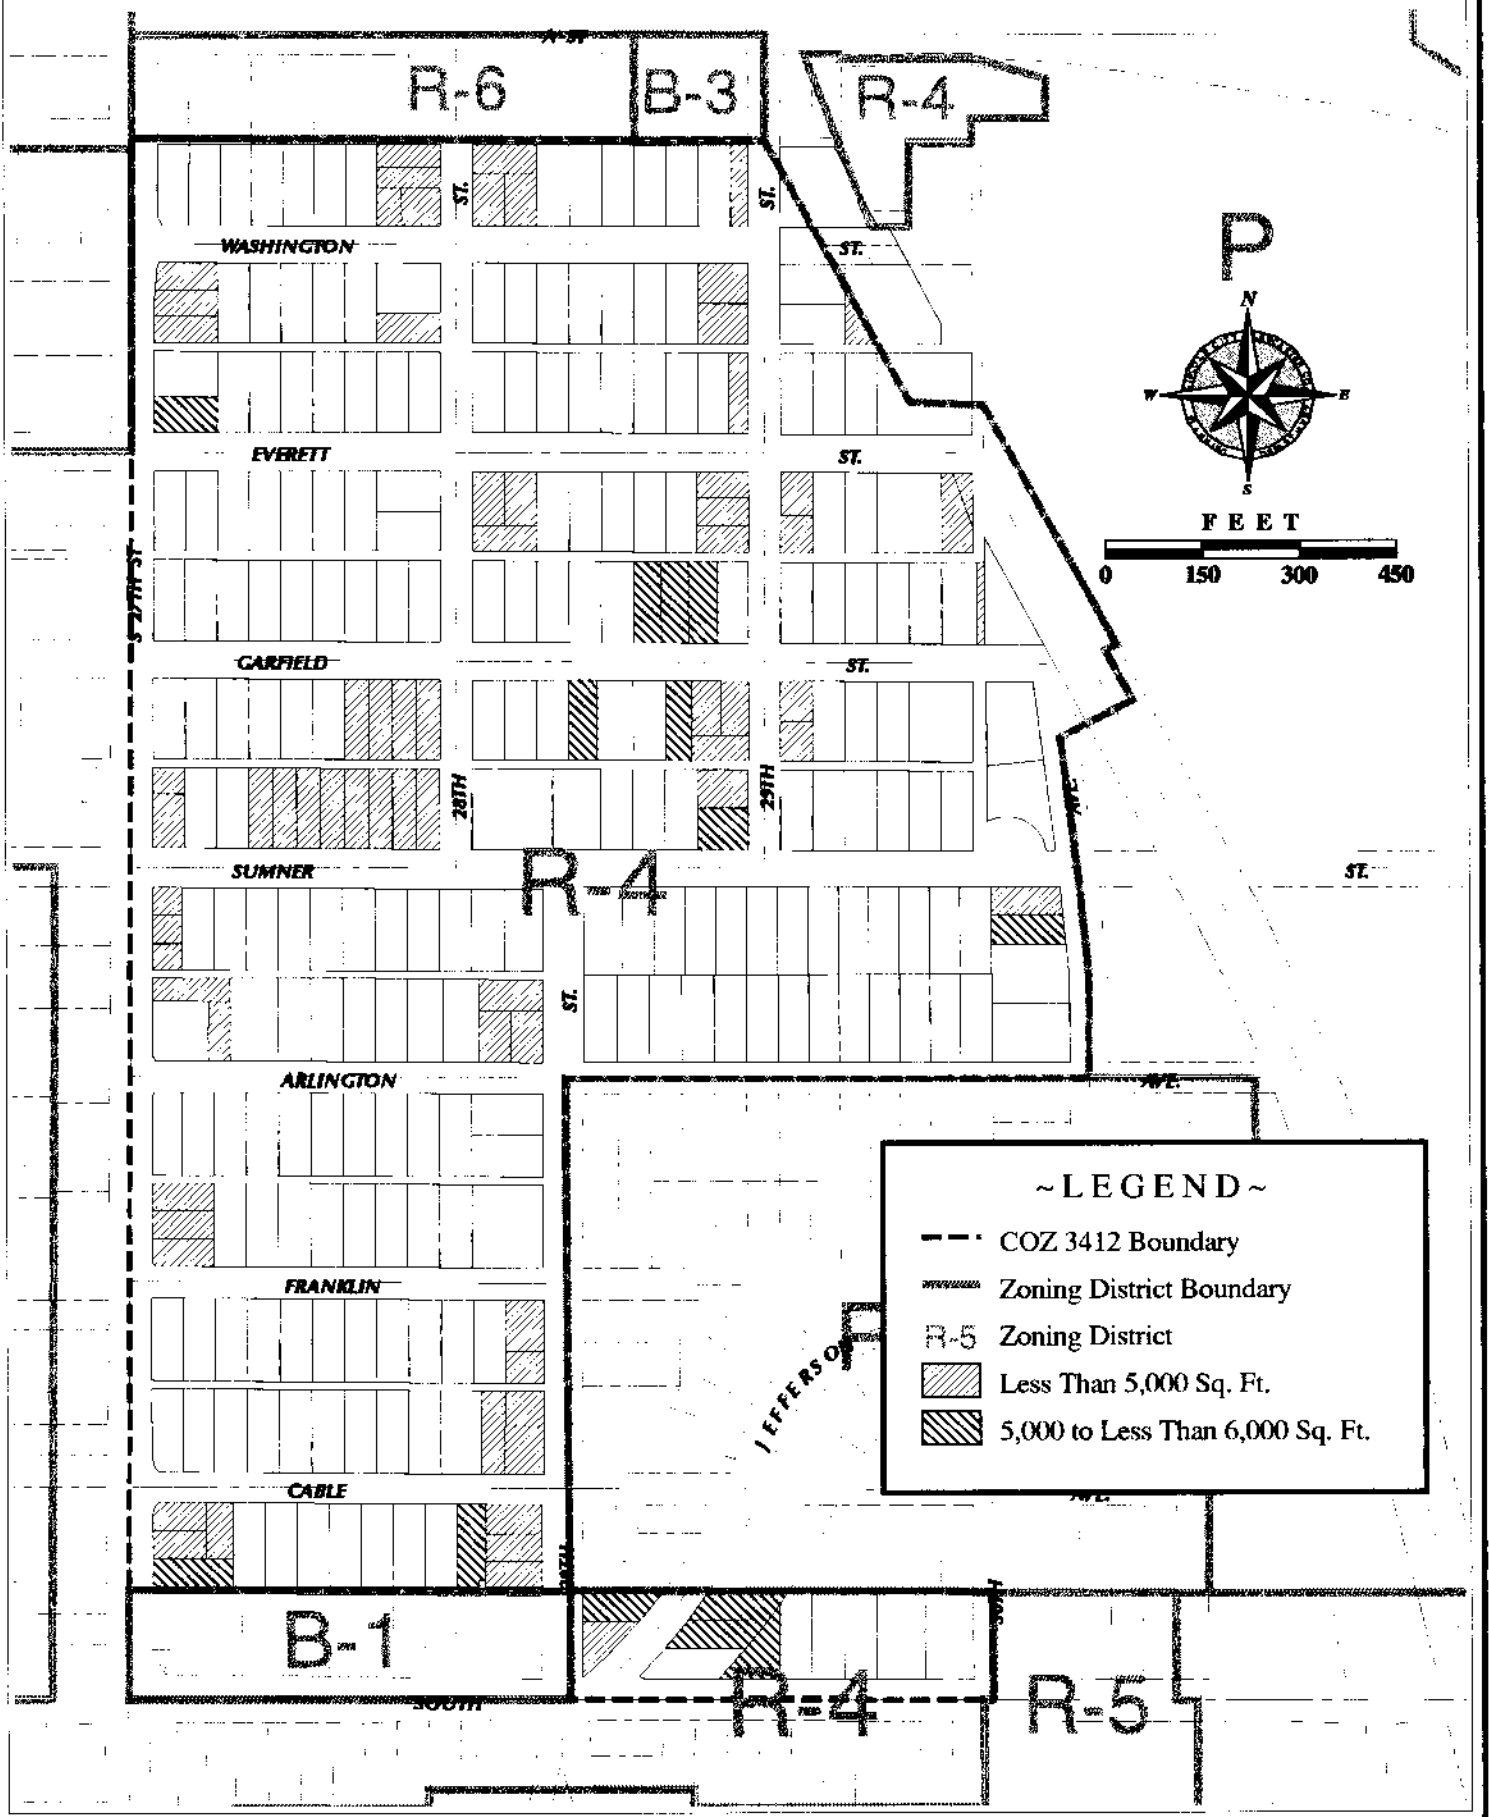 A ST
R-6
B-3
R-4
ST.
ST.
P
WASHINGTON
ST.
N
W
E
S
EVERETT
ST.
FEET
0 150 300 450
S 27TH ST
GARFIELD
ST.
28TH
29TH
AVE.
SUMNER
R-4
ST.
ST.
ARLINGTON
AVE.
~LEGEND~
COZ 3412 Boundary
Zoning District Boundary
R-5 Zoning District
Less Than 5,000 Sq. Ft.
5,000 to Less Than 6,000 Sq. Ft.
FRANKLIN
P
CABLE
AVE.
30TH
B-1
SOUTH
R-4
R-5